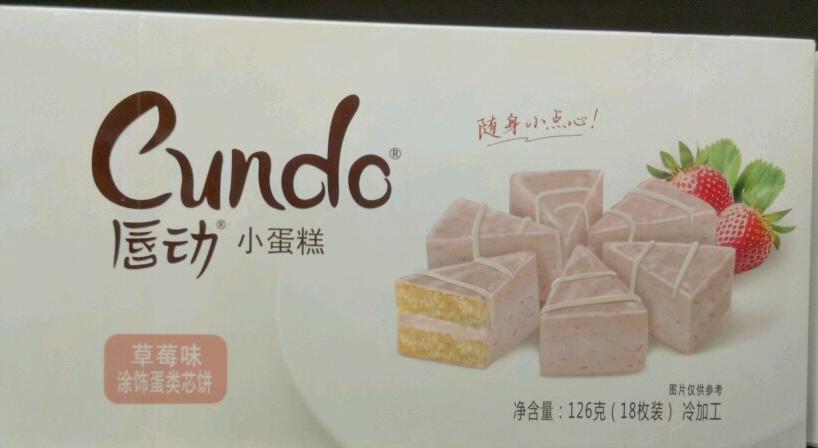 Cundo®
唇动® 小蛋糕
随身小点心!
草莓味
涂饰蛋类芯饼
图片仅供参考
净含量：126克（18枚装） 冷加工